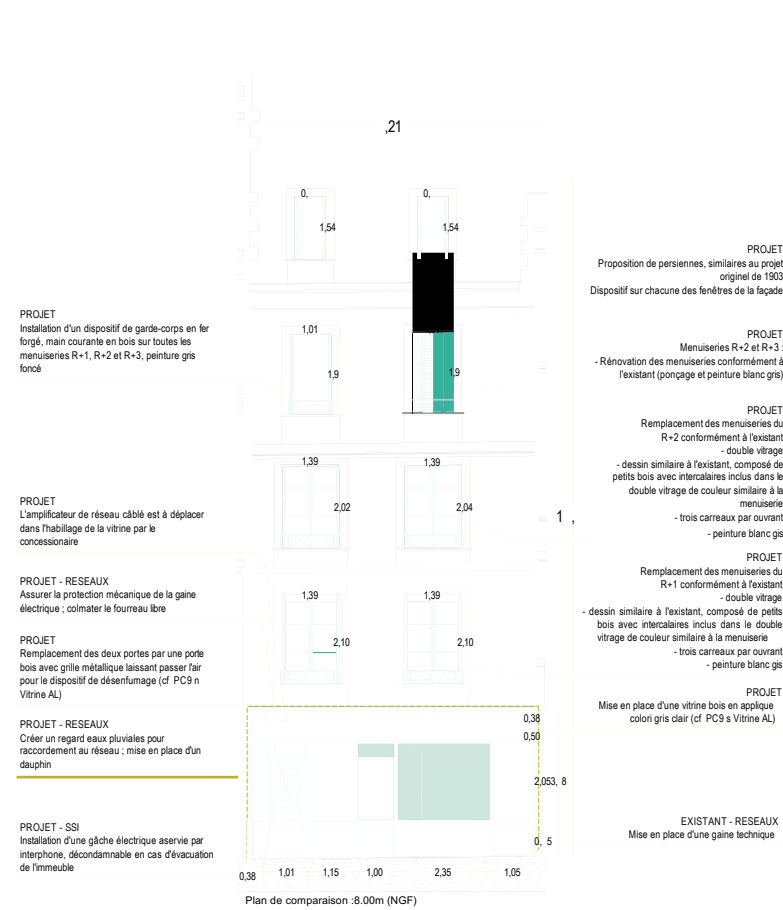 ,21
0,
0,
1,54
1,54
PROJET
Proposition de persiennes, similaires au projet
originel de 1903
Dispositif sur chacune des fenêtres de la façade
PROJET
Installation d'un dispositif de garde-corps en fer
forgé, main courante en bois sur toutes les
menuiseries R+1, R+2 et R+3, peinture gris
foncé
1,01
1,9
1,9
PROJET
Menuiseries R+2 et R+3 :
- Rénovation des menuiseries conformément à
l'existant (ponçage et peinture blanc gris)
PROJET
Remplacement des menuiseries du
R+2 conformément à l'existant
- double vitrage
- dessin similaire à l'existant, composé de
petits bois avec intercalaires inclus dans le
double vitrage de couleur similaire à la
menuiserie
- trois carreaux par ouvrant
- peinture blanc gis
1,39
1,39
2,02
2,04
1 ,
PROJET
L'amplificateur de réseau câblé est à déplacer
dans l'habillage de la vitrine par le
concessionaire
PROJET - RESEAUX
Assurer la protection mécanique de la gaine
électrique ; colmater le fourreau libre
1,39
1,39
2,10
2,10
PROJET
Remplacement des menuiseries du
R+1 conformément à l'existant
- double vitrage
- dessin similaire à l'existant, composé de petits
bois avec intercalaires inclus dans le double
vitrage de couleur similaire à la menuiserie
- trois carreaux par ouvrant
- peinture blanc gis
PROJET
Remplacement des deux portes par une porte
bois avec grille métallique laissant passer l'air
pour le dispositif de désenfumage (cf PC9 n
Vitrine AL)
PROJET
Mise en place d'une vitrine bois en applique
colori gris clair (cf PC9 s Vitrine AL)
PROJET - RESEAUX
Créer un regard eaux pluviales pour
raccordement au réseau ; mise en place d'un
dauphin
0,38
0,50
2,053, 8
0, 5
PROJET - SSI
Installation d'une gâche électrique aservie par
interphone, décondamnable en cas d'évacuation
de l'immeuble
EXISTANT - RESEAUX
Mise en place d'une gaine technique
0,38 1,01 1,15 1,00 2,35 1,05
Plan de comparaison :8.00m (NGF)